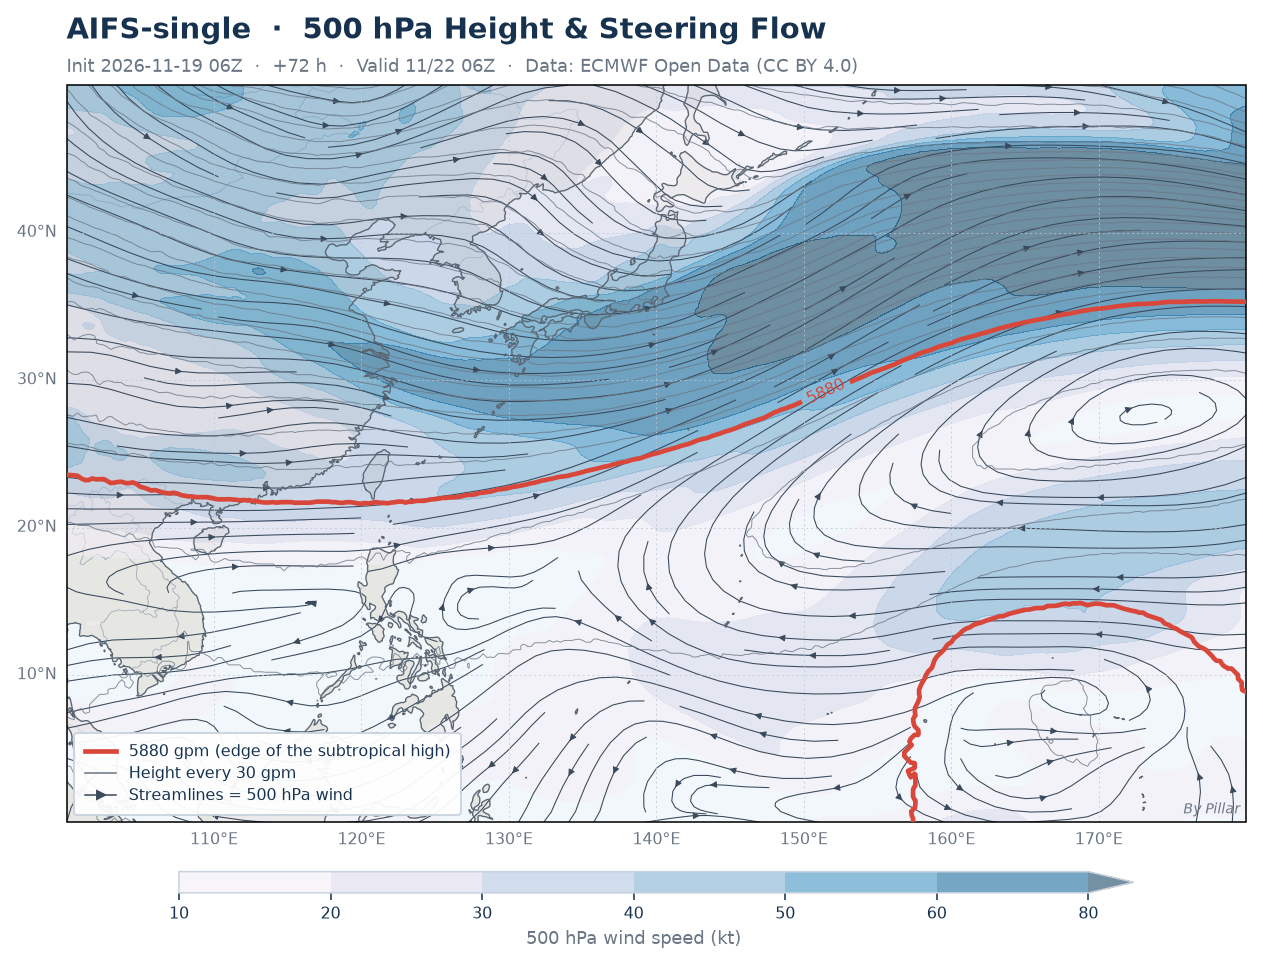 AIFS-single · 500 hPa Height & Steering Flow
Init 2026-11-19 06Z · +72 h · Valid 11/22 06Z · Data: ECMWF Open Data (CC BY 4.0)
40°N
30°N
20°N
10°N
5880
5880 gpm (edge of the subtropical high)
Height every 30 gpm
Streamlines = 500 hPa wind
By Pillar
110°E 120°E 130°E 140°E 150°E 160°E 170°E
10 20 30 40 50 60 80
500 hPa wind speed (kt)